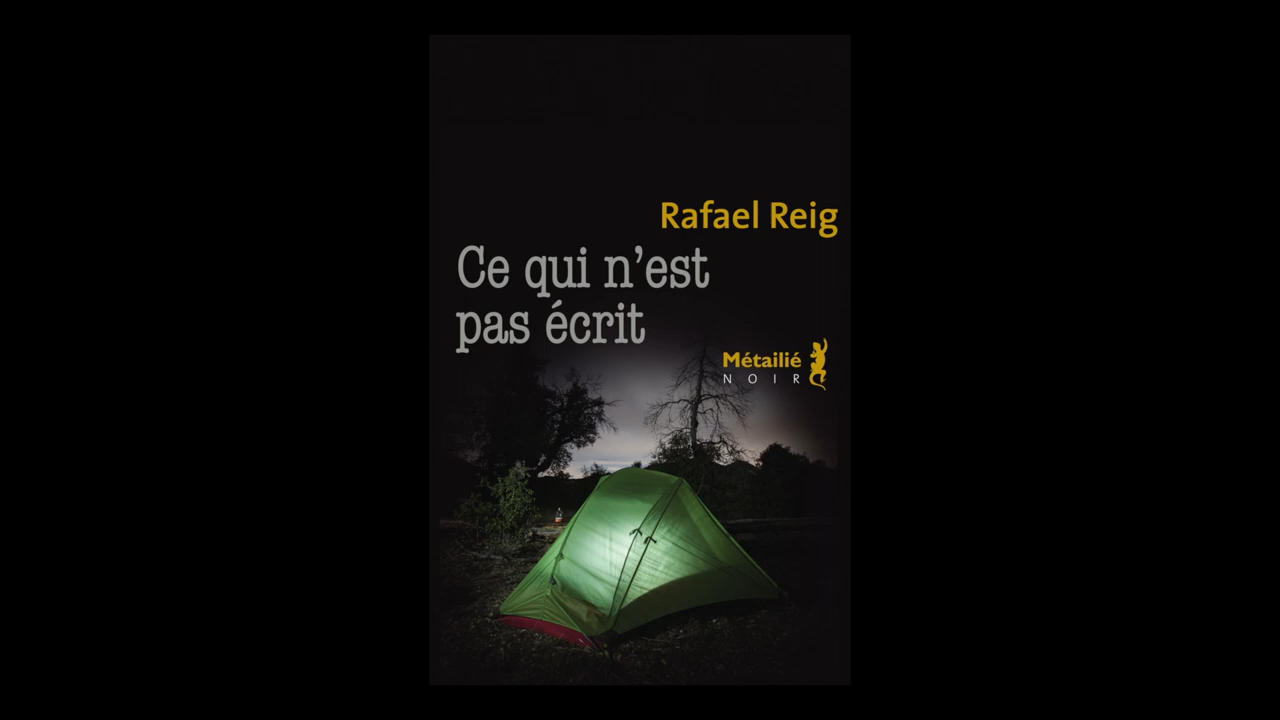 Rafael Reig
Ce qui n’est
pas écrit
Métailié
NOIR